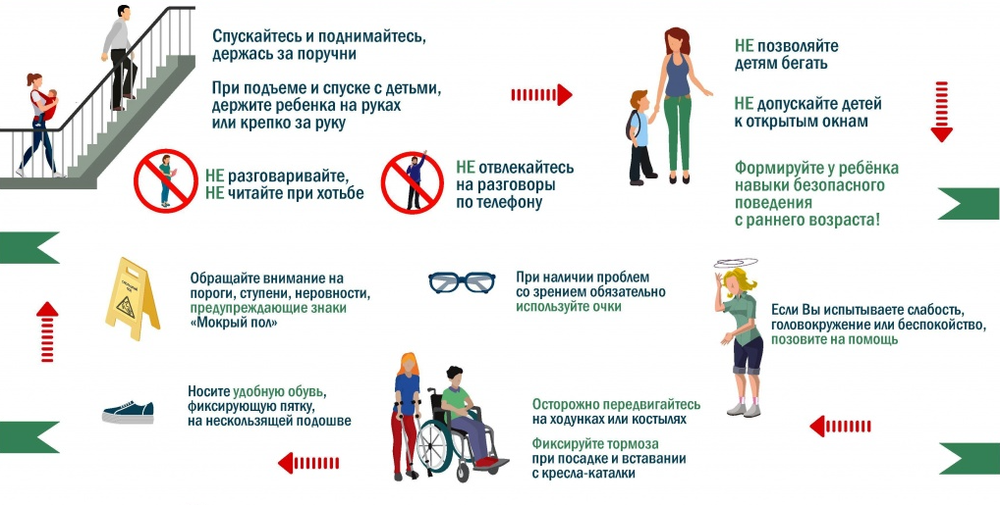 Спускайтесь и поднимайтесь,
держась за поручни
При подъеме и спуске с детьми,
держите ребенка на руках
или крепко за руку
НЕ разговаривайте,
НЕ читайте при хотьбе
НЕ отвлекайтесь
на разговоры
по телефону
НЕ позволяйте
детям бегать
НЕ допускайте детей
к открытым окнам
Формируйте у ребёнка
навыки безопасного
поведения
с раннего возраста!
Обращайте внимание на
пороги, ступени, неровности,
предупреждающие знаки
«Мокрый пол»
При наличии проблем
со зрением обязательно
используйте очки
Если Вы испытываете слабость,
головокружение или беспокойство,
позовите на помощь
Носите удобную обувь,
фиксирующую пятку,
на нескользящей подошве
Осторожно передвигайтесь
на ходунках или костылях
Фиксируйте тормоза
при посадке и вставании
с кресла-каталки